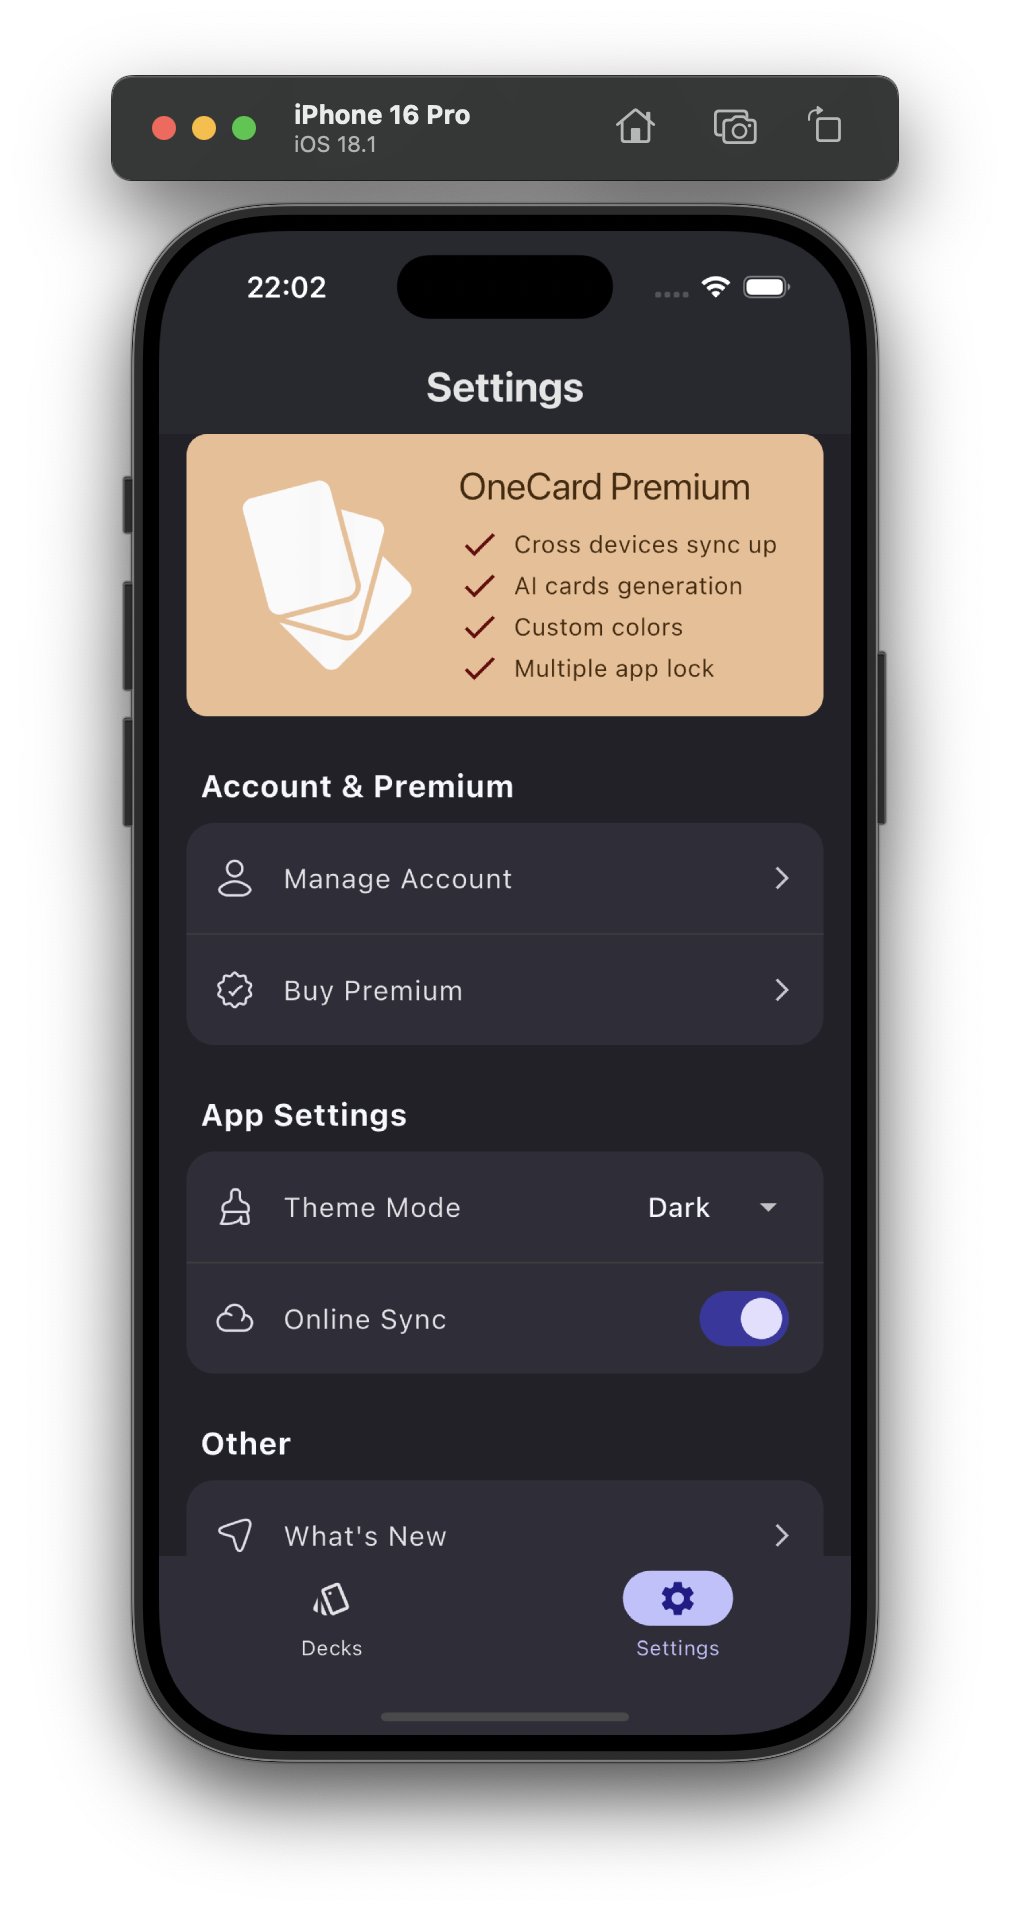 iPhone 16 Pro
iOS 18.1
22:02
Settings
OneCard Premium
Cross devices sync up
AI cards generation
Custom colors
Multiple app lock
Account & Premium
Manage Account
Buy Premium
App Settings
Theme Mode Dark
Online Sync
Other
What's New
Decks Settings